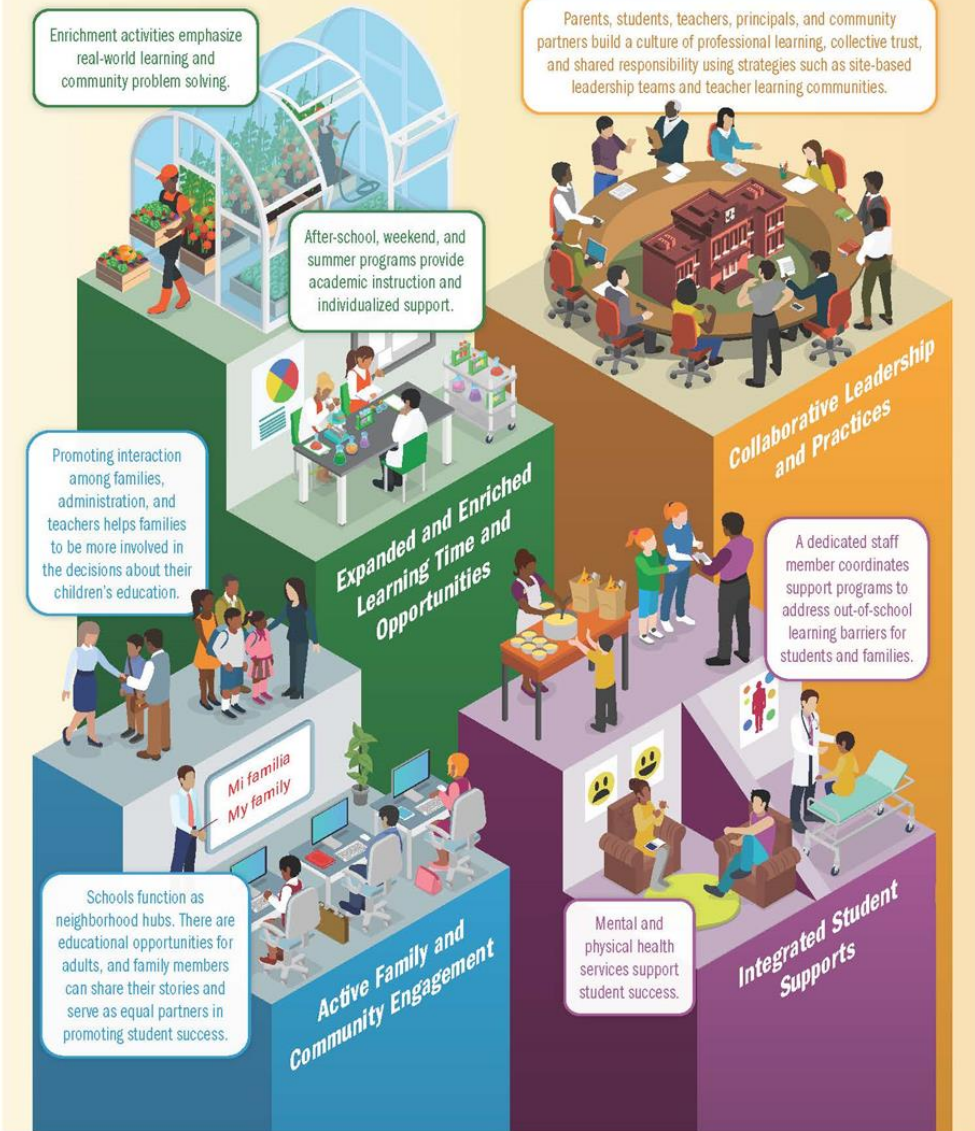 Enrichment activities emphasize
real-world learning and
community problem solving.
Parents, students, teachers, principals, and community
partners build a culture of professional learning, collective trust,
and shared responsibility using strategies such as site-based
leadership teams and teacher learning communities.
After-school, weekend, and
summer programs provide
academic instruction and
individualized support.
Collaborative Leadership
and Practices
Expanded and Enriched
Learning Time and
Opportunities
Promoting interaction
among families,
administration, and
teachers helps families
to be more involved in
the decisions about their
children's education.
A dedicated staff
member coordinates
support programs to
address out-of-school
learning barriers for
students and families.
Mi familia
My family
Schools function as
neighborhood hubs. There are
educational opportunities for
adults, and family members
can share their stories and
serve as equal partners in
promoting student success.
Active Family and
Community Engagement
Mental and
physical health
services support
student success.
Integrated Student
Supports